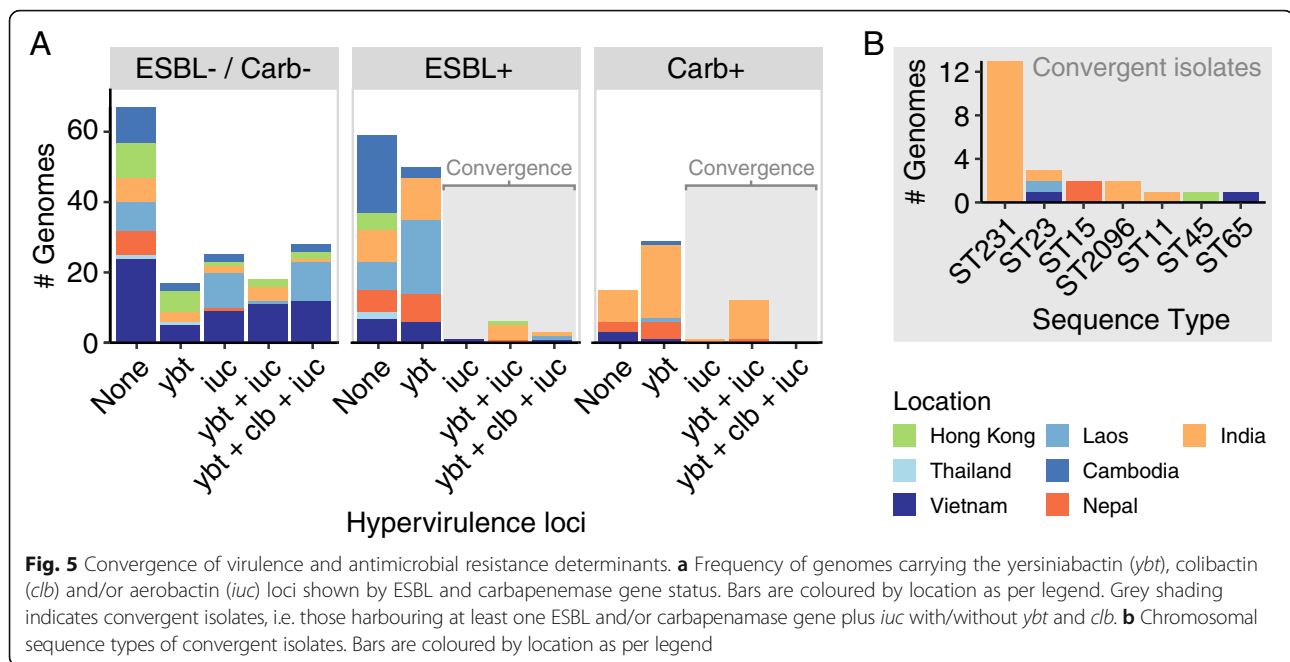 A
B
ESBL- / Carb-
ESBL+
Carb+
Convergent isolates
Convergence
Convergence
# Genomes
60
40
20
0
None
ybt
iuc
ybt + iuc
ybt + clb + iuc
None
ybt
iuc
ybt + iuc
ybt + clb + iuc
None
ybt
iuc
ybt + iuc
ybt + clb + iuc
Hypervirulence loci
# Genomes
12
8
4
0
ST231
ST23
ST15
ST2096
ST11
ST45
ST65
Sequence Type
Location
Hong Kong
Laos
India
Thailand
Cambodia
Vietnam
Nepal
Fig. 5 Convergence of virulence and antimicrobial resistance determinants. a Frequency of genomes carrying the yersiniabactin (ybt), colibactin
(clb) and/or aerobactin (iuc) loci shown by ESBL and carbapenemase gene status. Bars are coloured by location as per legend. Grey shading
indicates convergent isolates, i.e. those harbouring at least one ESBL and/or carbapenamase gene plus iuc with/without ybt and clb. b Chromosomal
sequence types of convergent isolates. Bars are coloured by location as per legend